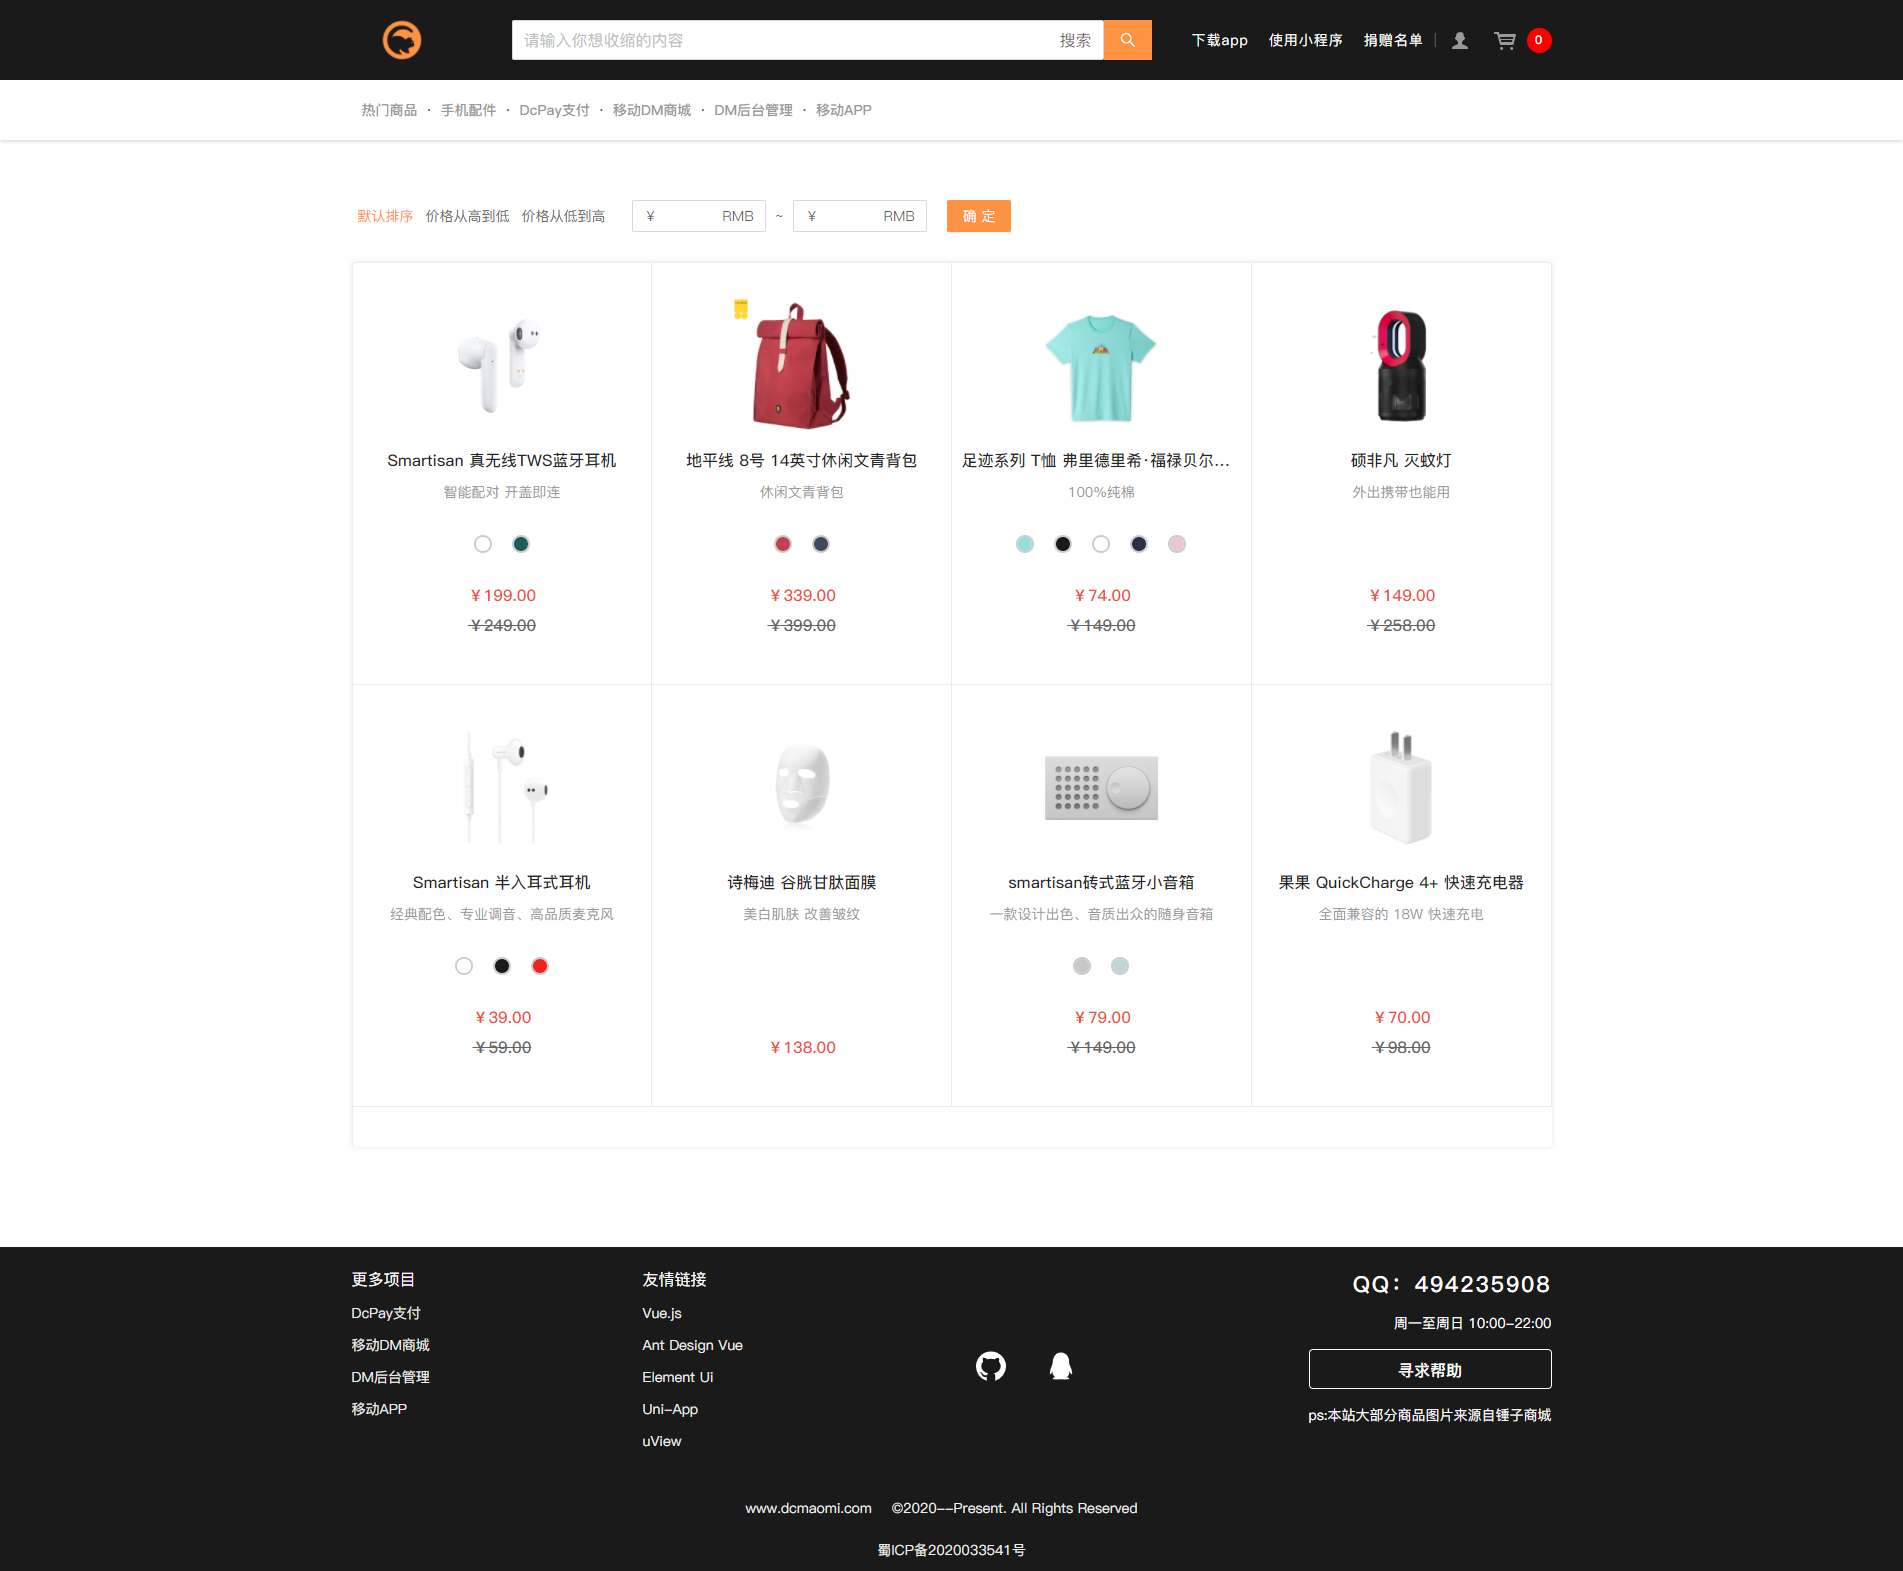 请输入你想收缩的内容 搜索 下载app 使用小程序 捐赠名单 0
热门商品 · 手机配件 · DcPay支付 · 移动DM商城 · DM后台管理 · 移动APP
默认排序 价格从高到低 价格从低到高 ¥ RMB ~ ¥ RMB 确 定
Smartisan 真无线TWS蓝牙耳机
智能配对 开盖即连
¥199.00
¥249.00
地平线 8号 14英寸休闲文青背包
休闲文青背包
¥339.00
¥399.00
足迹系列 T恤 弗里德里希·福禄贝尔...
100%纯棉
¥74.00
¥149.00
硕非凡 灭蚊灯
外出携带也能用
¥149.00
¥258.00
Smartisan 半入耳式耳机
经典配色、专业调音、高品质麦克风
¥39.00
¥59.00
诗梅迪 谷胱甘肽面膜
美白肌肤 改善皱纹
¥138.00
smartisan砖式蓝牙小音箱
一款设计出色、音质出众的随身音箱
¥79.00
¥149.00
果果 QuickCharge 4+ 快速充电器
全面兼容的 18W 快速充电
¥70.00
¥98.00
更多项目
DcPay支付
移动DM商城
DM后台管理
移动APP
友情链接
Vue.js
Ant Design Vue
Element Ui
Uni-App
uView
QQ：494235908
周一至周日 10:00-22:00
寻求帮助
ps:本站大部分商品图片来源自锤子商城
www.dcmaomi.com ©2020--Present. All Rights Reserved
蜀ICP备2020033541号